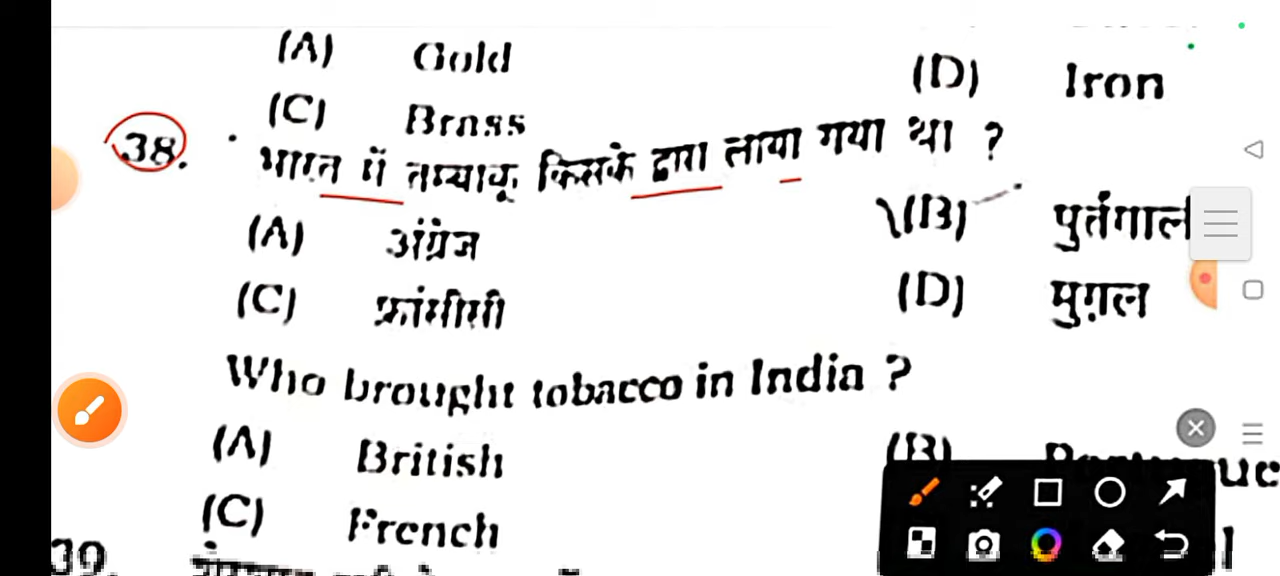 (A) Gold
(D) Iron
(C) Brass
38. भारत में तम्बाकू किसके द्वारा लाया गया था ?
(A) अंग्रेज (B) पुर्तगाल
(C) फ्रांसीसी (D) मुग़ल
Who brought tobacco in India ?
(A) British (B)
(C) French
39.